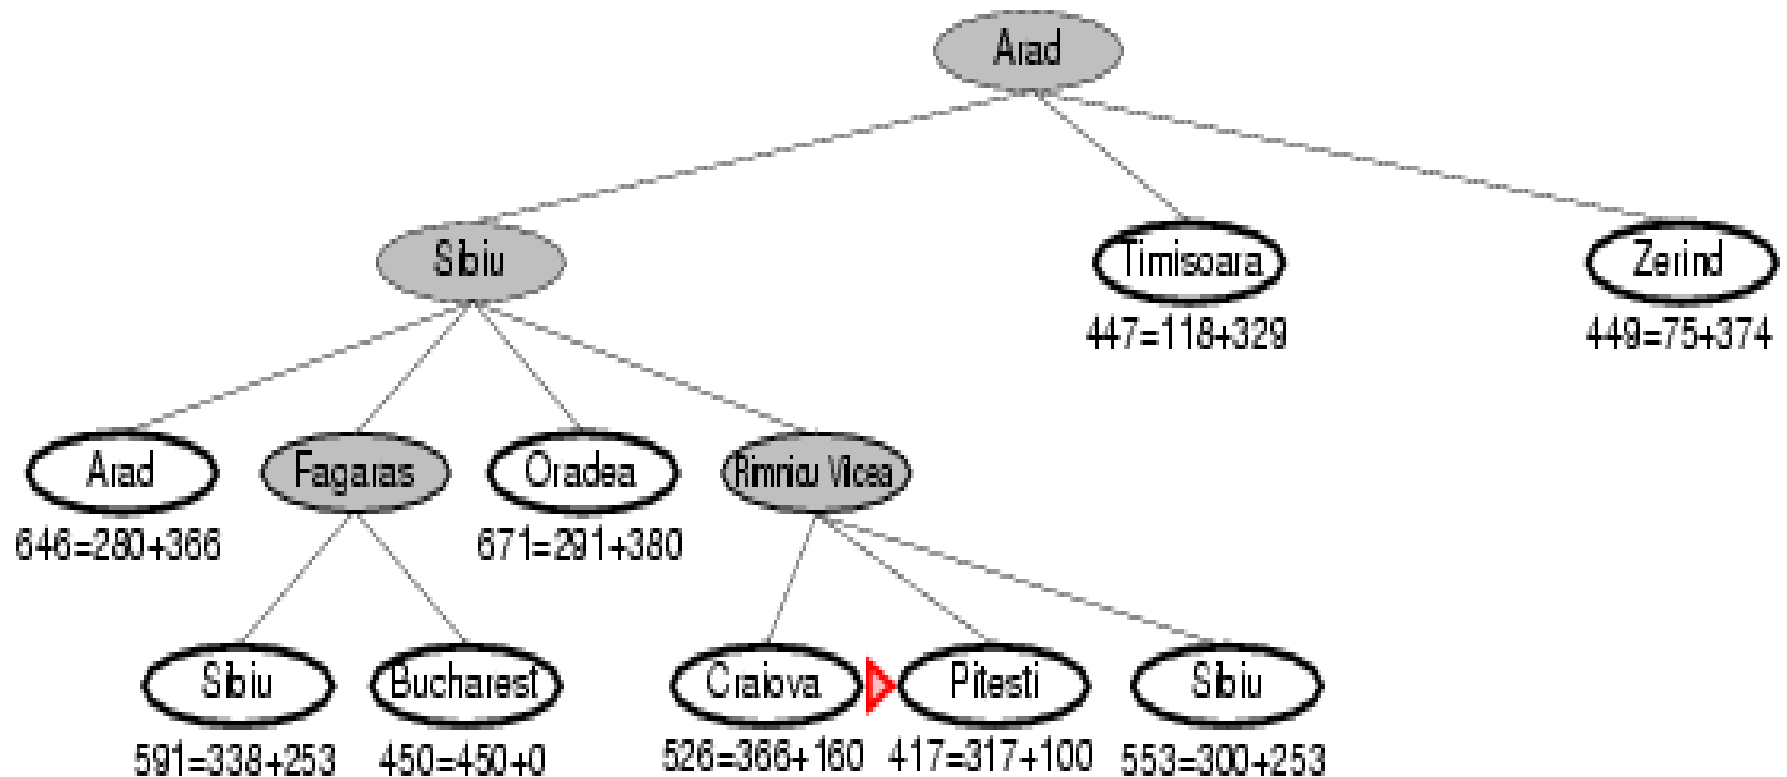 Arad
Sibiu
Timisoara
Zerind
447=118+329
449=75+374
Arad
Fagaras
Oradea
Rimnicu Vilcea
646=280+366
671=291+380
Sibiu
Bucharest
Craiova
Pitesti
Sibiu
591=338+253
450=450+0
526=366+160
417=317+100
553=300+253